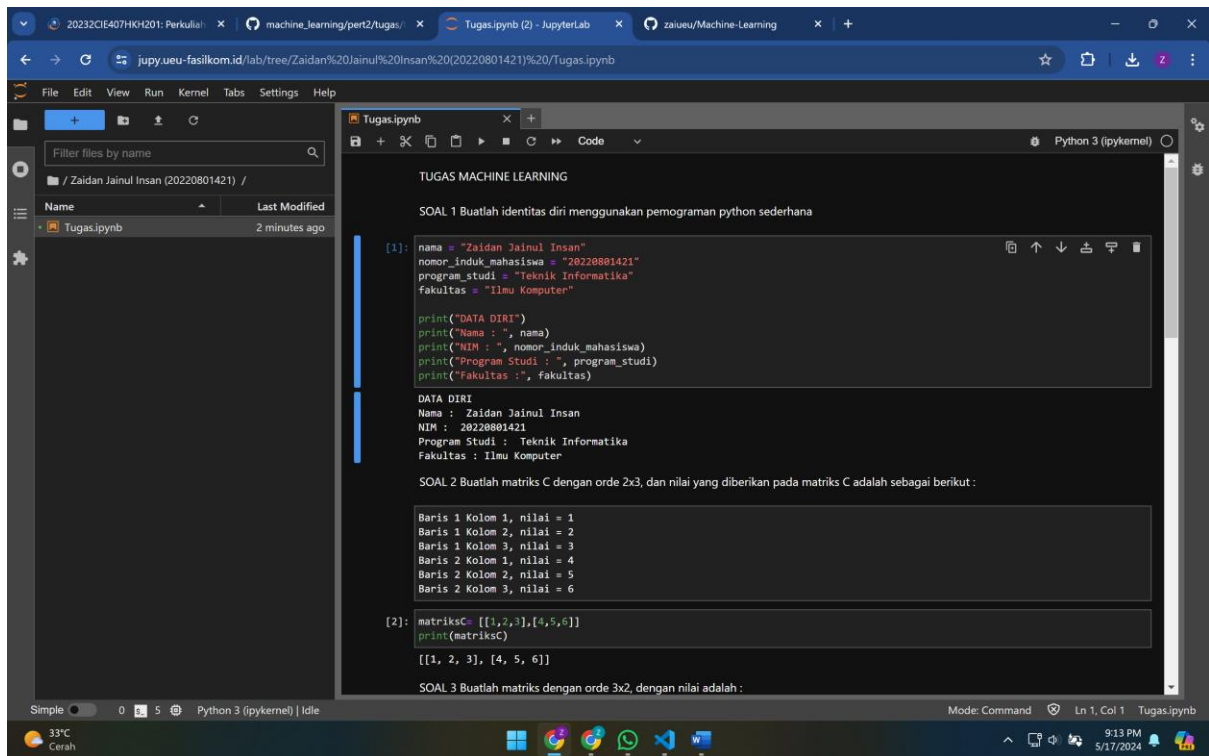 20232CIE407HKH201: Perkuliah
machine_learning/pert2/tugas/
Tugas.ipynb (2) - JupyterLab
zaiueu/Machine-Learning
jupy.ueu-fasilkom.id/lab/tree/Zaidan%20Jainul%20Insan%20(20220801421)%20/Tugas.ipynb
Z
File Edit View Run Kernel Tabs Settings Help
Filter files by name
/ Zaidan Jainul Insan (20220801421) /
Name Last Modified
Tugas.ipynb 2 minutes ago
Tugas.ipynb
Code
Python 3 (ipykernel)
TUGAS MACHINE LEARNING
SOAL 1 Buatlah identitas diri menggunakan pemograman python sederhana
[1]: nama = "Zaidan Jainul Insan"
nomor_induk_mahasiswa = "20220801421"
program_studi = "Teknik Informatika"
fakultas = "Ilmu Komputer"
print("DATA DIRI")
print("Nama : ", nama)
print("NIM : ", nomor_induk_mahasiswa)
print("Program Studi : ", program_studi)
print("Fakultas :", fakultas)
DATA DIRI
Nama :  Zaidan Jainul Insan
NIM :  20220801421
Program Studi :  Teknik Informatika
Fakultas : Ilmu Komputer
SOAL 2 Buatlah matriks C dengan orde 2x3, dan nilai yang diberikan pada matriks C adalah sebagai berikut :
Baris 1 Kolom 1, nilai = 1
Baris 1 Kolom 2, nilai = 2
Baris 1 Kolom 3, nilai = 3
Baris 2 Kolom 1, nilai = 4
Baris 2 Kolom 2, nilai = 5
Baris 2 Kolom 3, nilai = 6
[2]: matriksC= [[1,2,3],[4,5,6]]
print(matriksC)
[[1, 2, 3], [4, 5, 6]]
SOAL 3 Buatlah matriks dengan orde 3x2, dengan nilai adalah :
Simple 0 5 Python 3 (ipykernel) | Idle
Mode: Command Ln 1, Col 1 Tugas.ipynb
33°C
Cerah
9:13 PM
5/17/2024